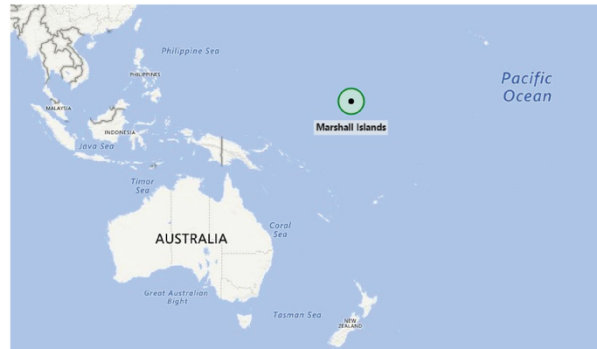 Philippine Sea
PHILIPPINES
Pacific
Ocean
MALAYSIA
Marshall Islands
INDONESIA
Java Sea
Timor
Sea
Coral
Sea
AUSTRALIA
Great Australian
Bight
Tasman Sea
NEW
ZEALAND